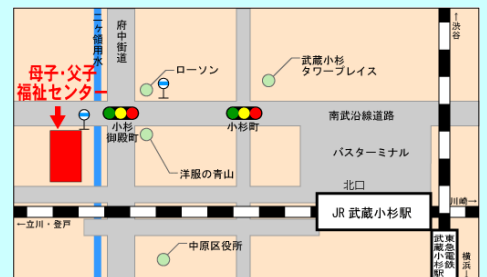 二ヶ領用水
府中街道
↑渋谷
母子・父子
福祉センター
ローソン
武蔵小杉
タワープレイス
小杉
御殿町
小杉町
南武沿線道路
洋服の青山
バスターミナル
北口
川崎→
JR 武蔵小杉駅
←立川・登戸
中原区役所
東急電鉄
武蔵小杉駅
横浜↓